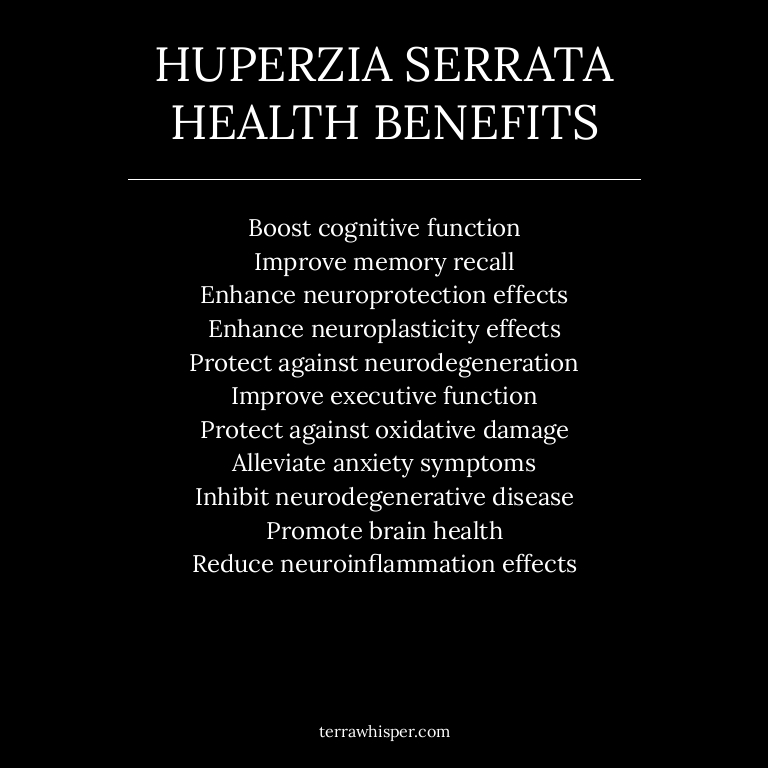 HUPERZIA SERRATA
HEALTH BENEFITS
Boost cognitive function
Improve memory recall
Enhance neuroprotection effects
Enhance neuroplasticity effects
Protect against neurodegeneration
Improve executive function
Protect against oxidative damage
Alleviate anxiety symptoms
Inhibit neurodegenerative disease
Promote brain health
Reduce neuroinflammation effects
terrawhisper.com